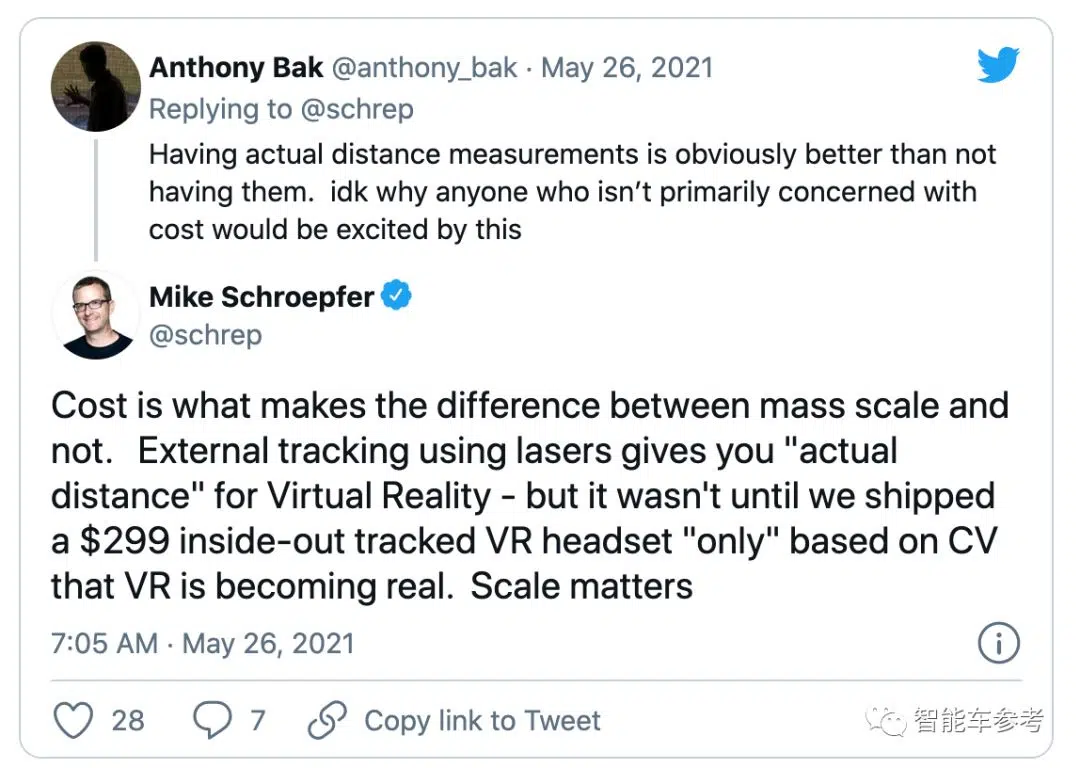 Anthony Bak @anthony_bak · May 26, 2021
Replying to @schrep
Having actual distance measurements is obviously better than not
having them.  idk why anyone who isn’t primarily concerned with
cost would be excited by this
Mike Schroepfer
@schrep
Cost is what makes the difference between mass scale and
not.   External tracking using lasers gives you "actual
distance" for Virtual Reality - but it wasn't until we shipped
a $299 inside-out tracked VR headset "only" based on CV
that VR is becoming real.  Scale matters
7:05 AM · May 26, 2021
28 7 Copy link to Tweet
智能车参考